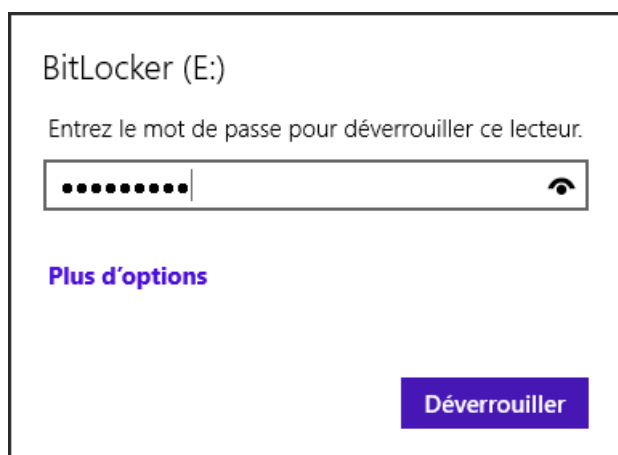 BitLocker (E:)
Entrez le mot de passe pour déverrouiller ce lecteur.
•••••••••
Plus d’options
Déverrouiller